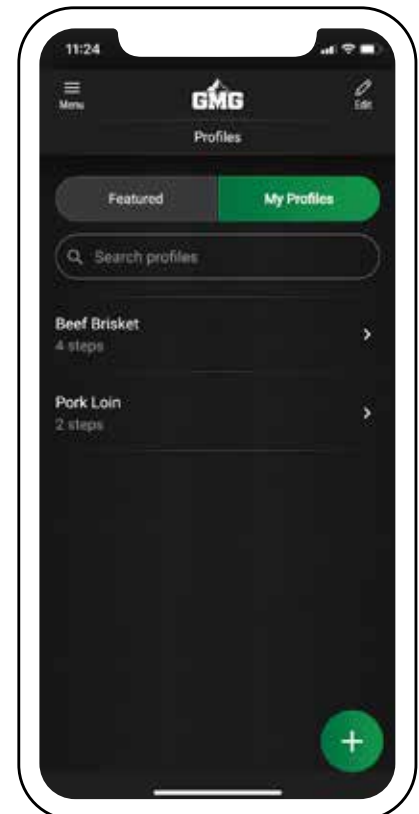 11:24
Menu
GMG
Edit
Profiles
Featured
My Profiles
Search profiles
Beef Brisket
4 steps
Pork Loin
2 steps